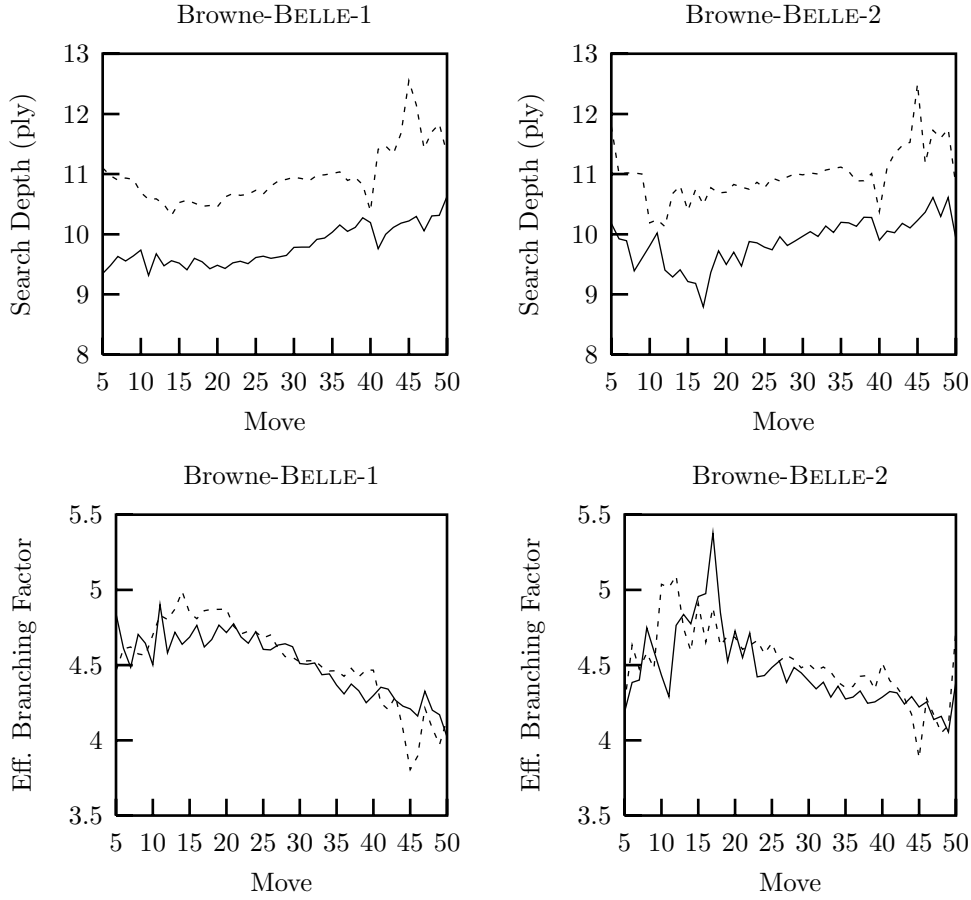 Browne-BELLE-1
Search Depth (ply)
13
12
11
10
9
8
5 10 15 20 25 30 35 40 45 50
Move
Browne-BELLE-2
Search Depth (ply)
13
12
11
10
9
8
5 10 15 20 25 30 35 40 45 50
Move
Browne-BELLE-1
Eff. Branching Factor
5.5
5
4.5
4
3.5
5 10 15 20 25 30 35 40 45 50
Move
Browne-BELLE-2
Eff. Branching Factor
5.5
5
4.5
4
3.5
5 10 15 20 25 30 35 40 45 50
Move